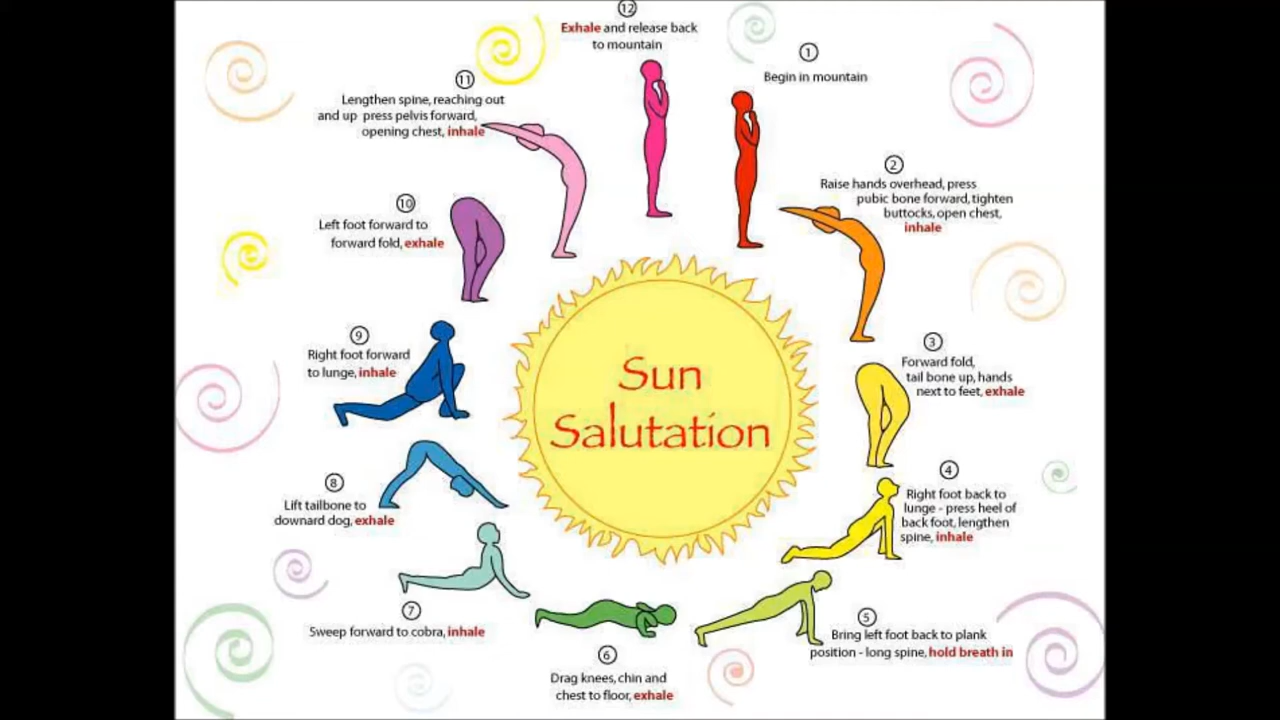 Sun
Salutation
1
Begin in mountain
2
Raise hands overhead, press
pubic bone forward, tighten
buttocks, open chest,
inhale
3
Forward fold,
tail bone up, hands
next to feet, exhale
4
Right foot back to
lunge - press heel of
back foot, lengthen
spine, inhale
5
Bring left foot back to plank
position - long spine, hold breath in
6
Drag knees, chin and
chest to floor, exhale
7
Sweep forward to cobra, inhale
8
Lift tailbone to
downard dog, exhale
9
Right foot forward
to lunge, inhale
10
Left foot forward to
forward fold, exhale
11
Lengthen spine, reaching out
and up press pelvis forward,
opening chest, inhale
12
Exhale and release back
to mountain